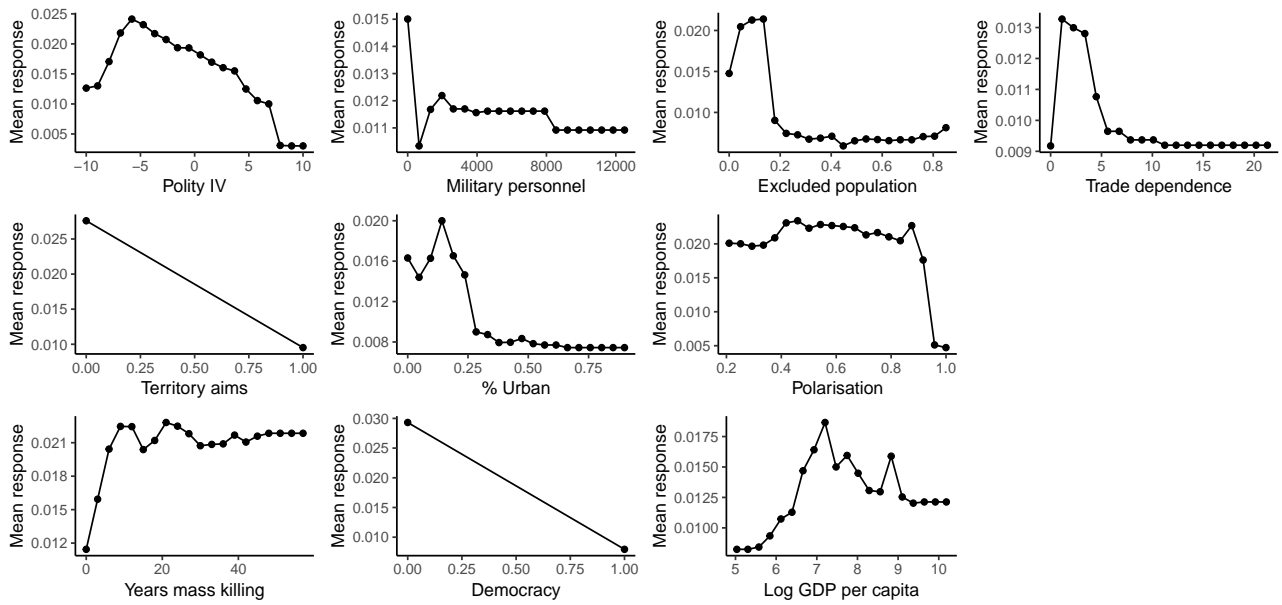 Mean response
0.025
0.020
0.015
0.010
0.005
−10 −5 0 5 10
Polity IV
Mean response
0.015
0.014
0.013
0.012
0.011
0 4000 8000 12000
Military personnel
Mean response
0.020
0.015
0.010
0.0 0.2 0.4 0.6 0.8
Excluded population
Mean response
0.013
0.012
0.011
0.010
0.009
0 5 10 15 20
Trade dependence
Mean response
0.025
0.020
0.015
0.010
0.00 0.25 0.50 0.75 1.00
Territory aims
Mean response
0.020
0.016
0.012
0.008
0.00 0.25 0.50 0.75
% Urban
Mean response
0.020
0.015
0.010
0.005
0.2 0.4 0.6 0.8 1.0
Polarisation
Mean response
0.021
0.018
0.015
0.012
0 20 40
Years mass killing
Mean response
0.030
0.025
0.020
0.015
0.010
0.00 0.25 0.50 0.75 1.00
Democracy
Mean response
0.0175
0.0150
0.0125
0.0100
5 6 7 8 9 10
Log GDP per capita